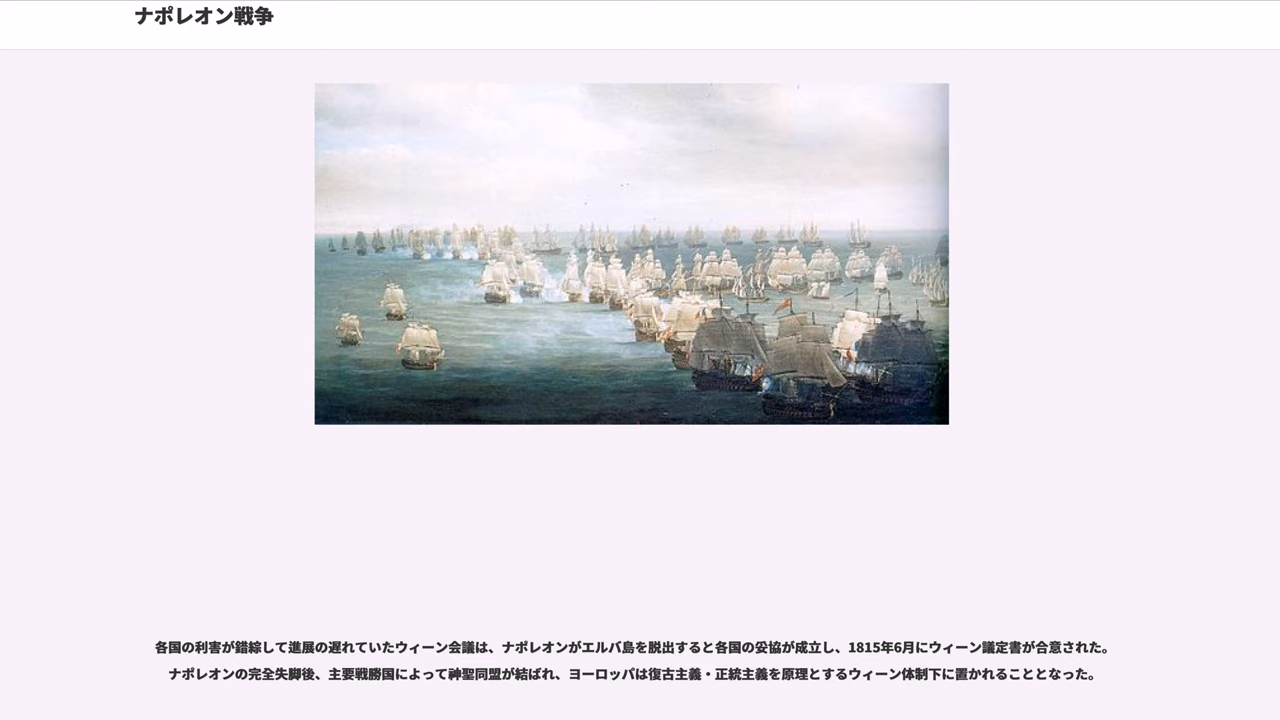 ナポレオン戦争
各国の利害が錯綜して進展の遅れていたウィーン会議は、ナポレオンがエルバ島を脱出すると各国の妥協が成立し、1815年6月にウィーン議定書が合意された。
ナポレオンの完全失脚後、主要戦勝国によって神聖同盟が結ばれ、ヨーロッパは復古主義・正統主義を原理とするウィーン体制下に置かれることとなった。